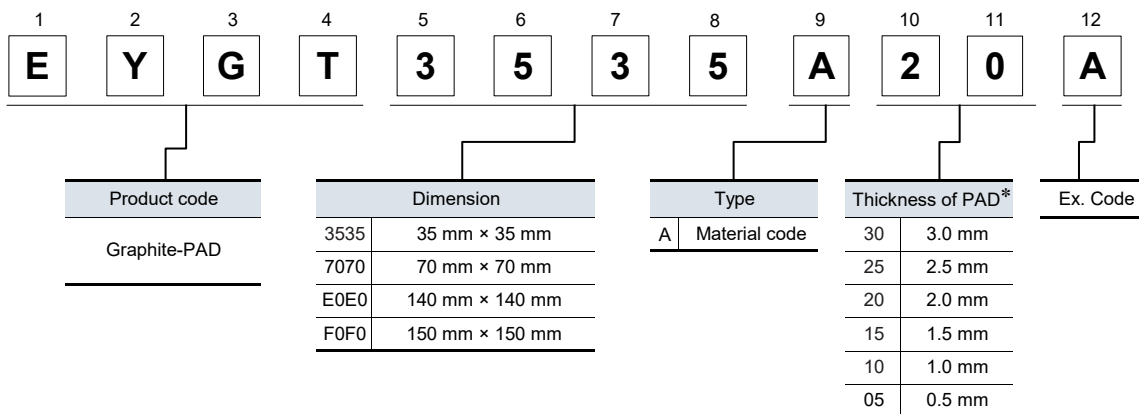 1 2 3 4 5 6 7 8 9 10 11 12
E Y G T 3 5 3 5 A 2 0 A
Product code
Graphite-PAD
Dimension
3535 35 mm × 35 mm
7070 70 mm × 70 mm
E0E0 140 mm × 140 mm
F0F0 150 mm × 150 mm
Type
A Material code
Thickness of PAD*
30 3.0 mm
25 2.5 mm
20 2.0 mm
15 1.5 mm
10 1.0 mm
05 0.5 mm
Ex. Code